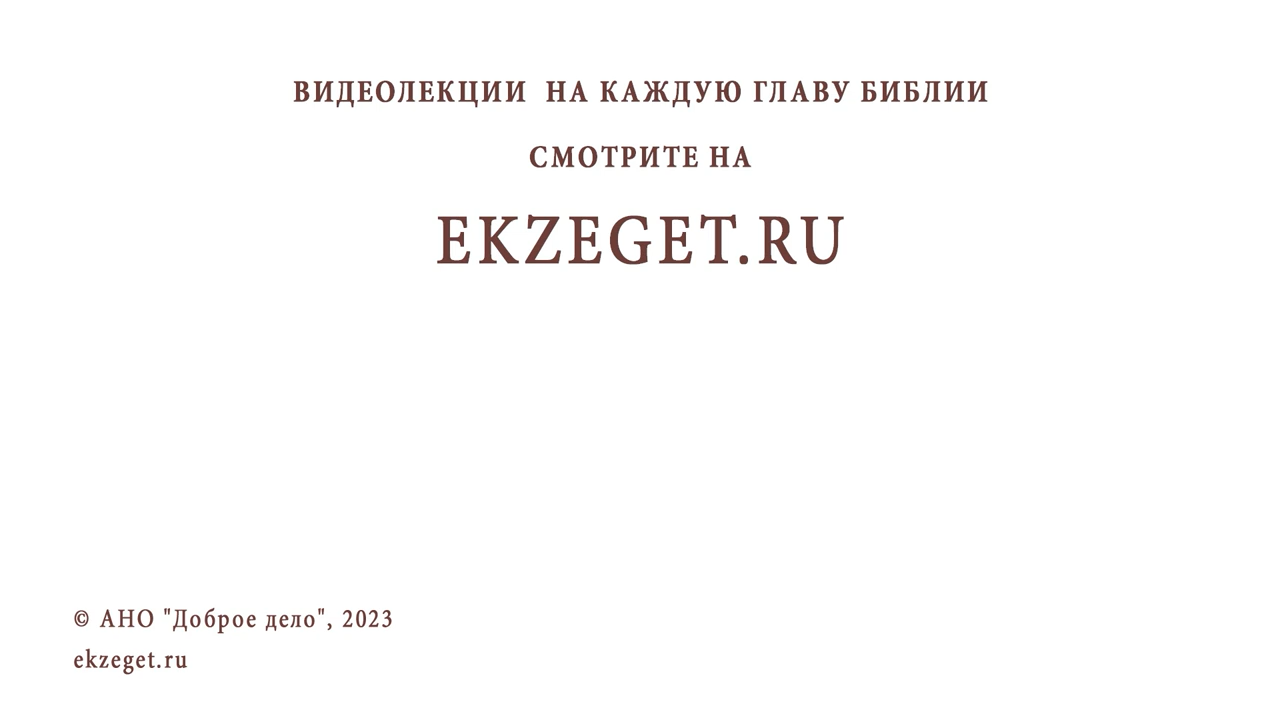 ВИДЕОЛЕКЦИИ НА КАЖДУЮ ГЛАВУ БИБЛИИ
СМОТРИТЕ НА
EKZEGET.RU
© АНО "Доброе дело", 2023
ekzeget.ru